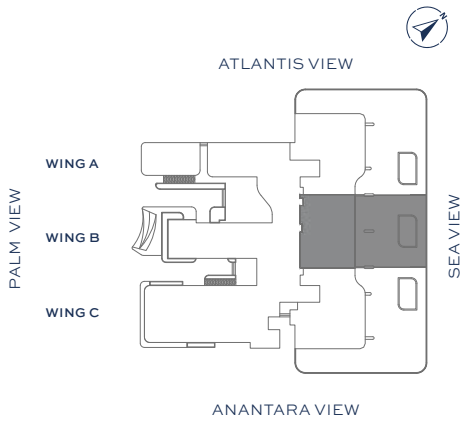 N
ATLANTIS VIEW
WING A
PALM VIEW
WING B
SEA VIEW
WING C
ANANTARA VIEW